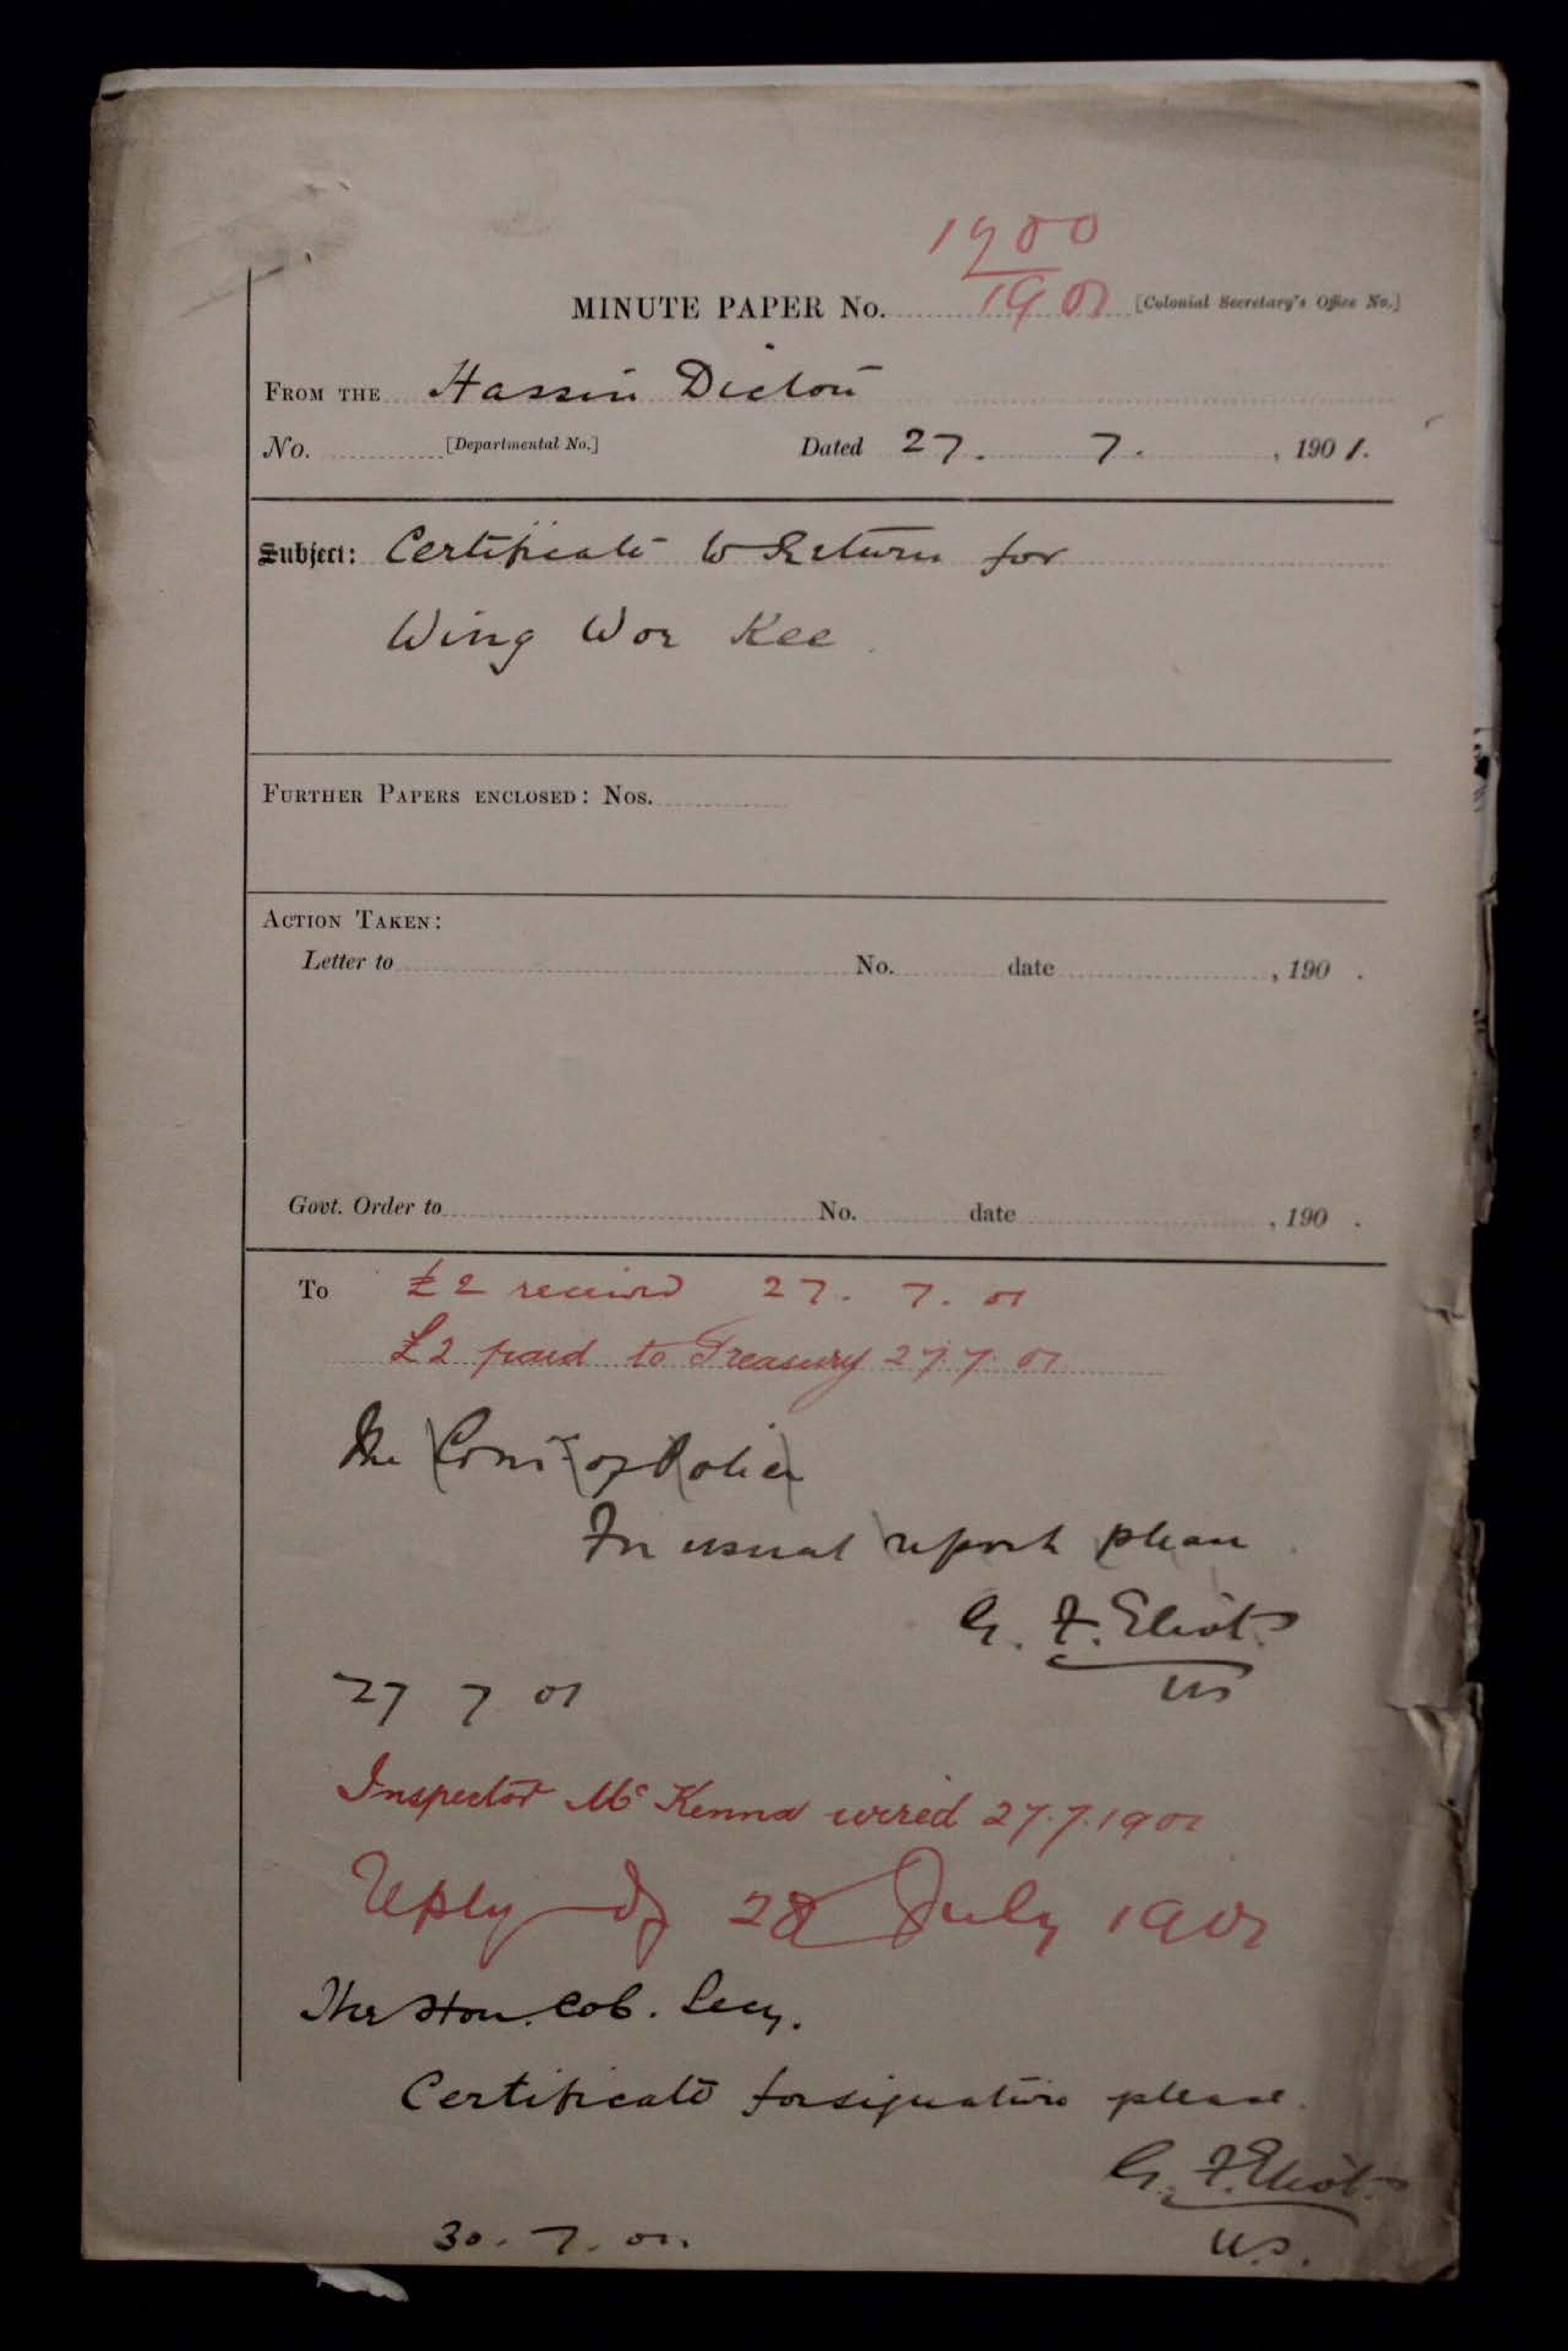 1900
MINUTE PAPER No. 1901 [Colonial Secretary's Office No.]
FROM THE Hassin Dictou
No. [Departmental No.] Dated 27. 7. , 1901.
Subject: Certificate to Return for
Wing Wor Kee
FURTHER PAPERS ENCLOSED: Nos.
ACTION TAKEN:
Letter to No. date , 190 .
Govt. Order to No. date , 190 .
To £2 received 27. 7. 01
£2 paid to Treasury 27.7.01
The Comr of Police
For usual report please
G. F. Eliot
US
27 7 01
Inspector McKenna wired 27.7.1901
Reply 28 July 1901
The Hon. Col. Secy.
Certificate for signature please.
G. F. Eliot
U.S.
30. 7. 01.